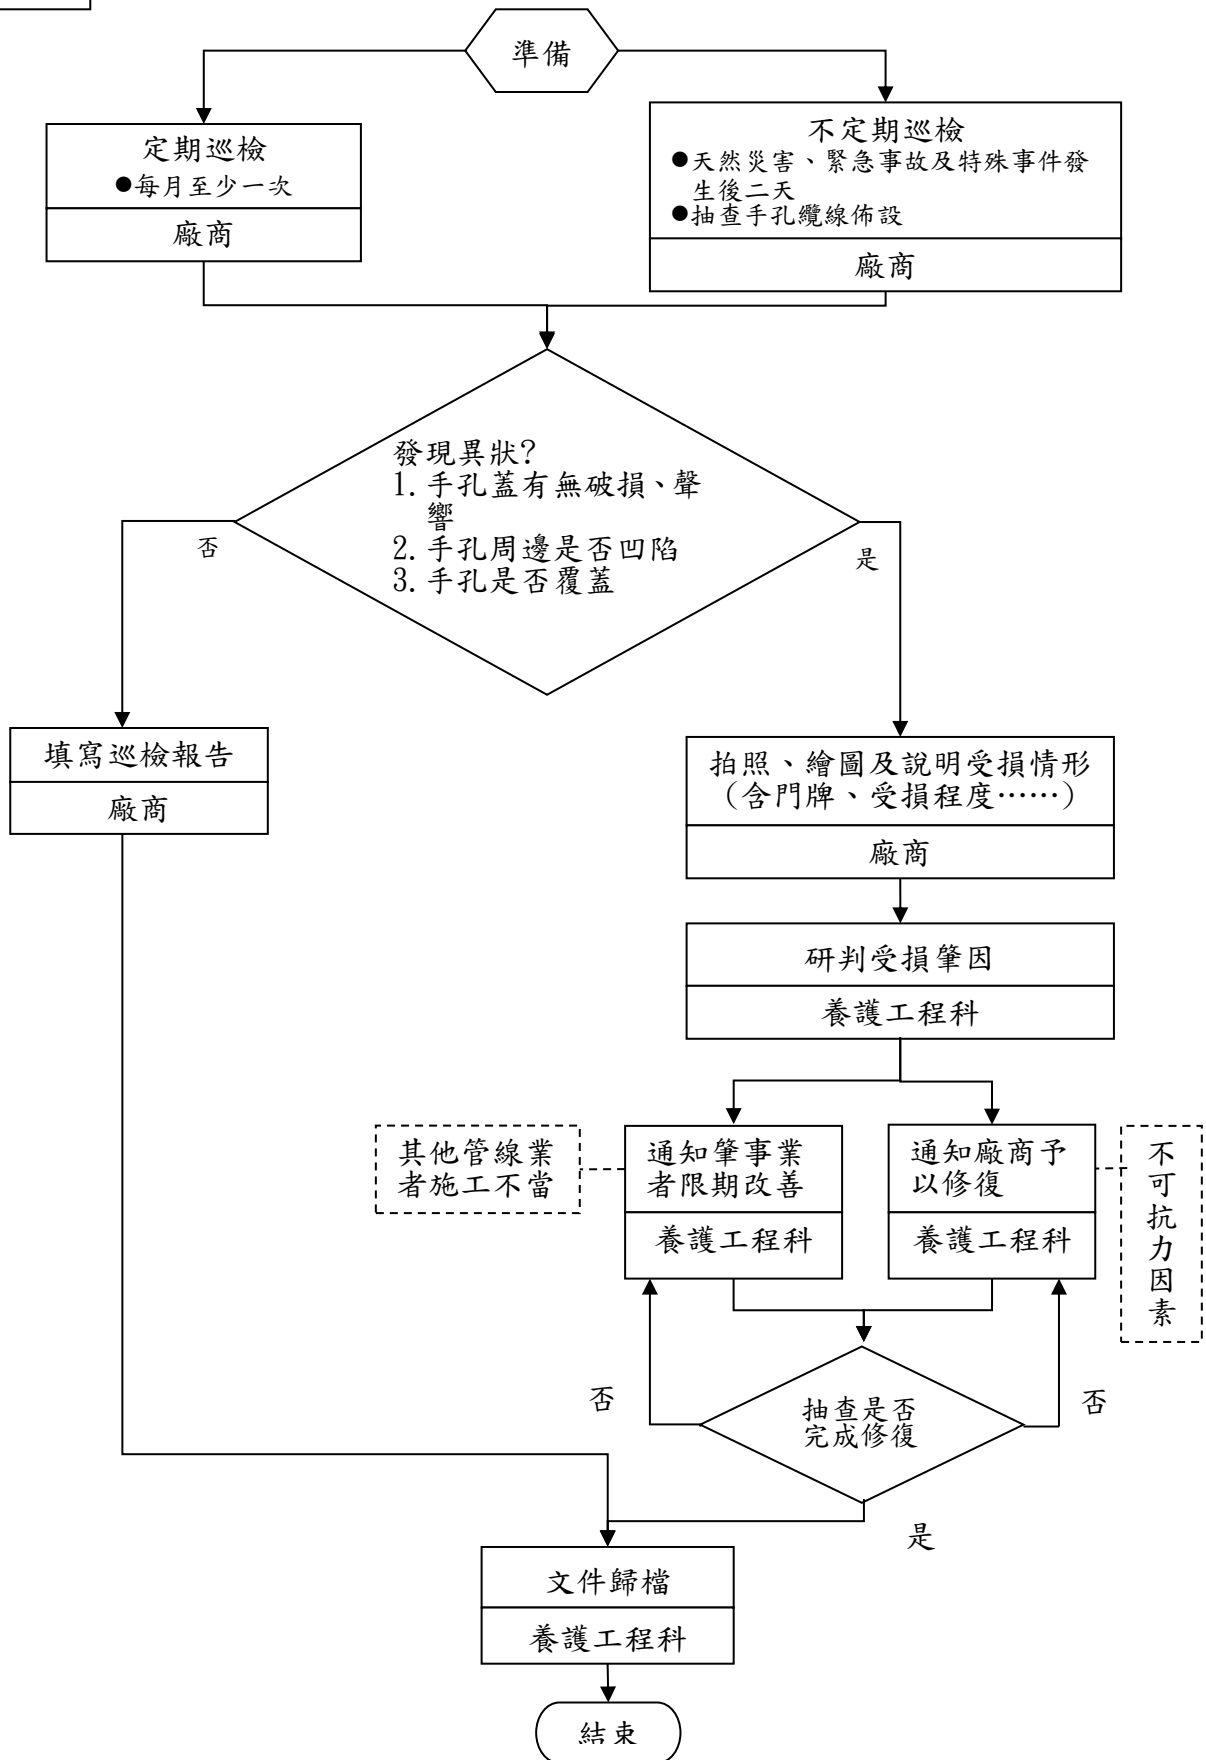 準備
定期巡檢
●每月至少一次
廠商
不定期巡檢
●天然災害、緊急事故及特殊事件發
生後二天
●抽查手孔纜線佈設
廠商
發現異狀?
1. 手孔蓋有無破損、聲
響
2. 手孔周邊是否凹陷
3. 手孔是否覆蓋
否
是
填寫巡檢報告
廠商
拍照、繪圖及說明受損情形
（含門牌、受損程度……）
廠商
研判受損肇因
養護工程科
其他管線業
者施工不當
通知肇事業
者限期改善
養護工程科
通知廠商予
以修復
養護工程科
不
可
抗
力
因
素
否
抽查是否
完成修復
否
是
文件歸檔
養護工程科
結束